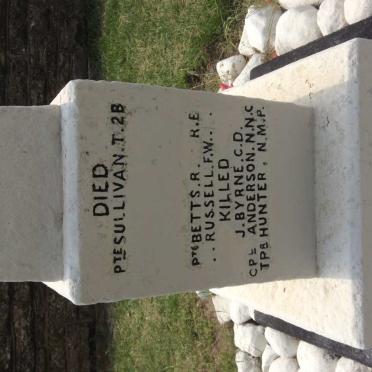 DIED
PTE SULLIVAN. T. 2B
PTE BETTS. R. R. E
. . RUSSELL. F.W. . .
KILLED
J. BYRNE. C. D.
CPL ANDERSON. N.N.C
TPR HUNTER. N.M.P.